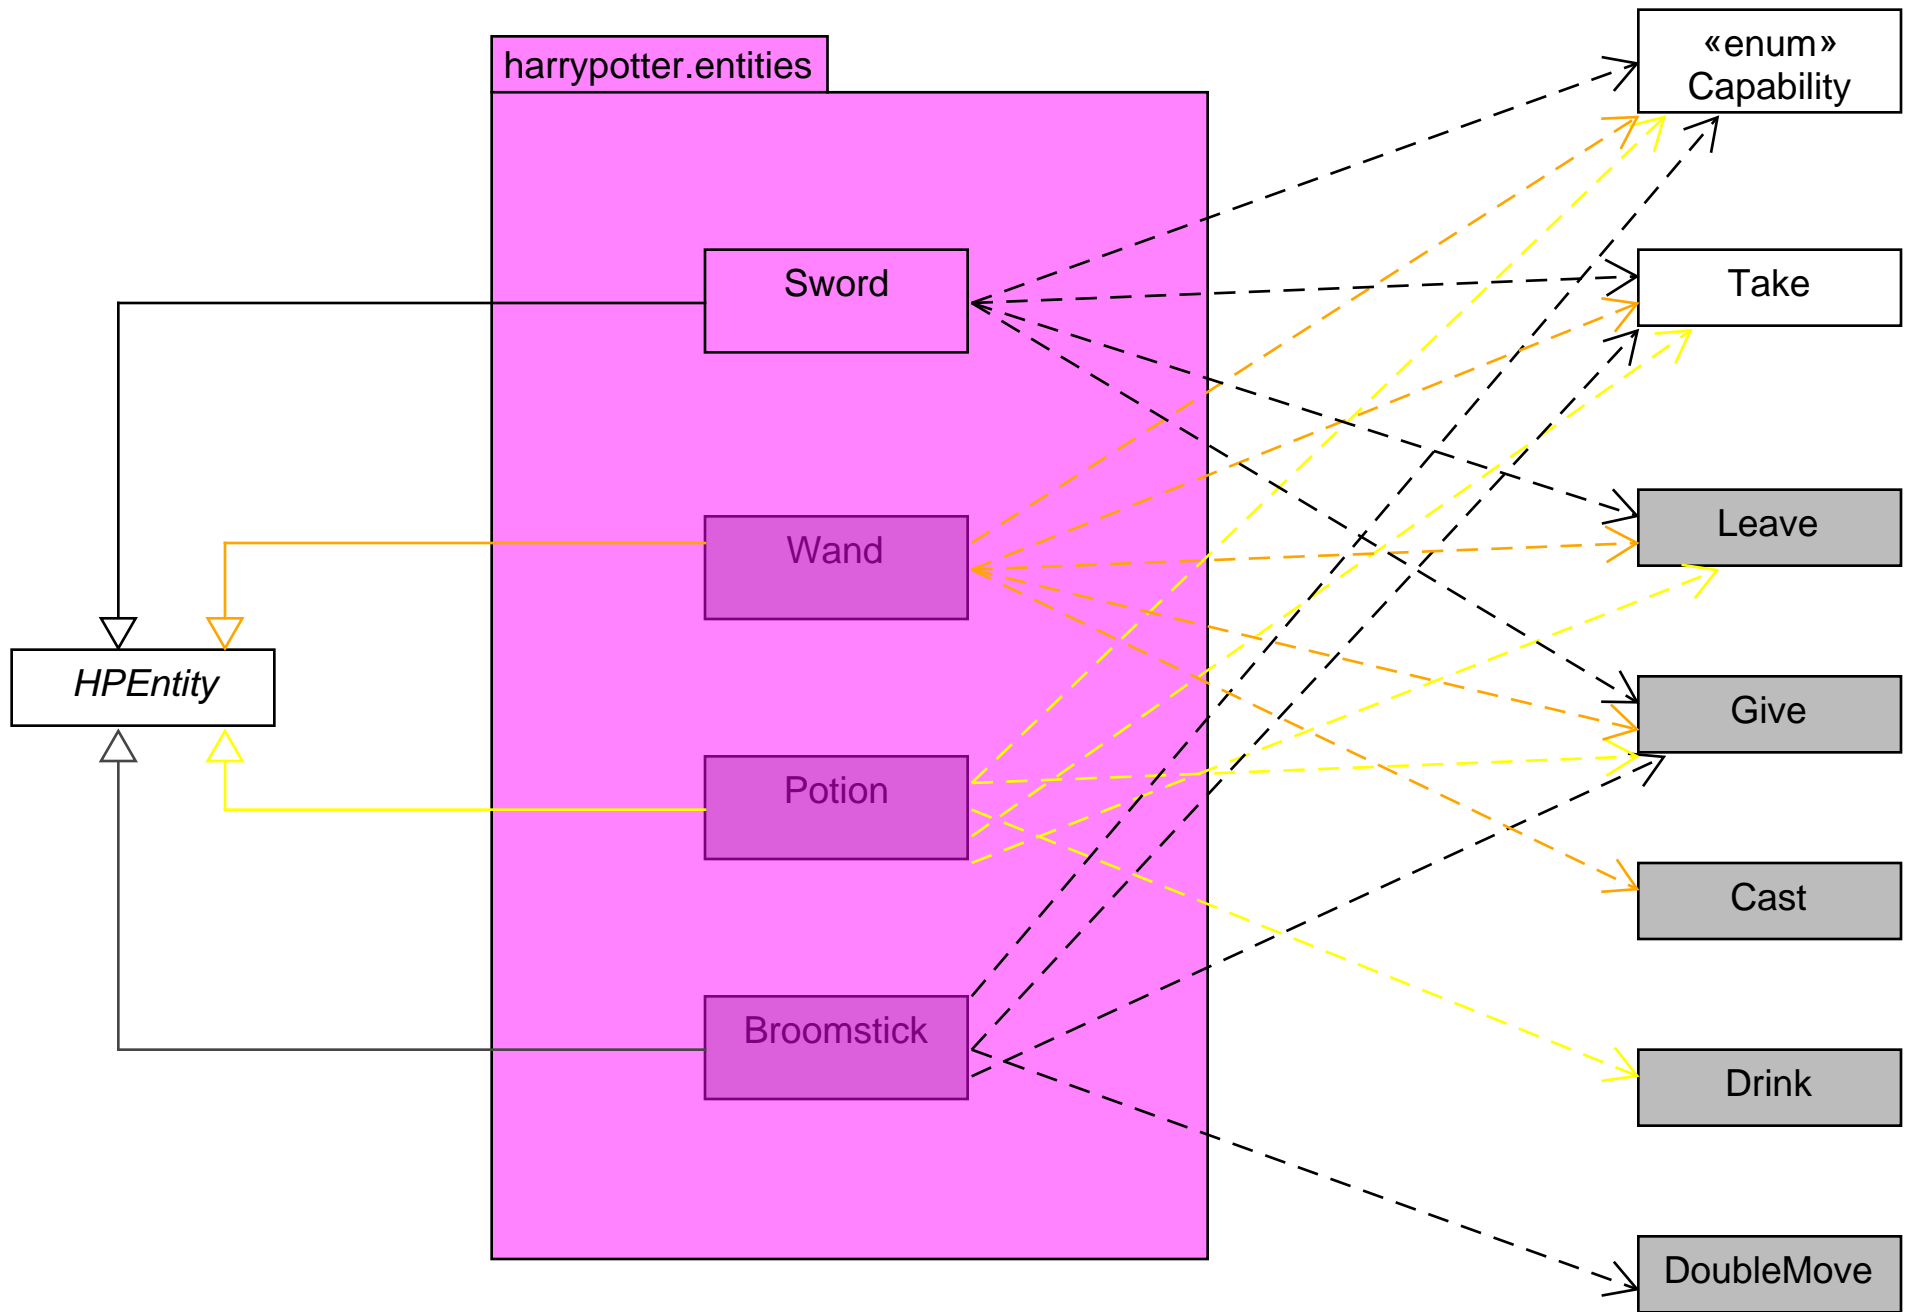 harrypotter.entities
«enum»
Capability
Sword
Take
Wand
Leave
HPEntity
Give
Potion
Cast
Broomstick
Drink
DoubleMove